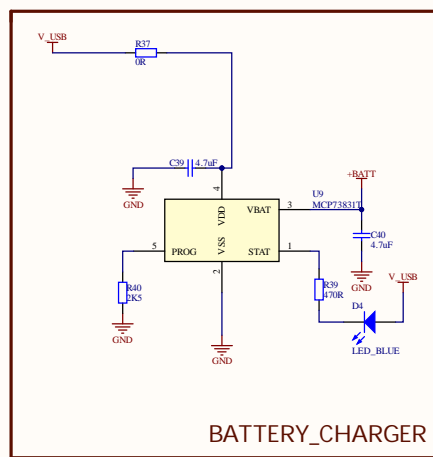 V_USB
R37
0R
C39 4.7uF
GND
+BATT
4
U9
MCP73831T
VDD
VBAT
3
5
PROG
VSS
STAT
1
2
C40
4.7uF
GND
V_USB
R40
2K5
R39
470R
GND
D4
GND
LED_BLUE
BATTERY_CHARGER